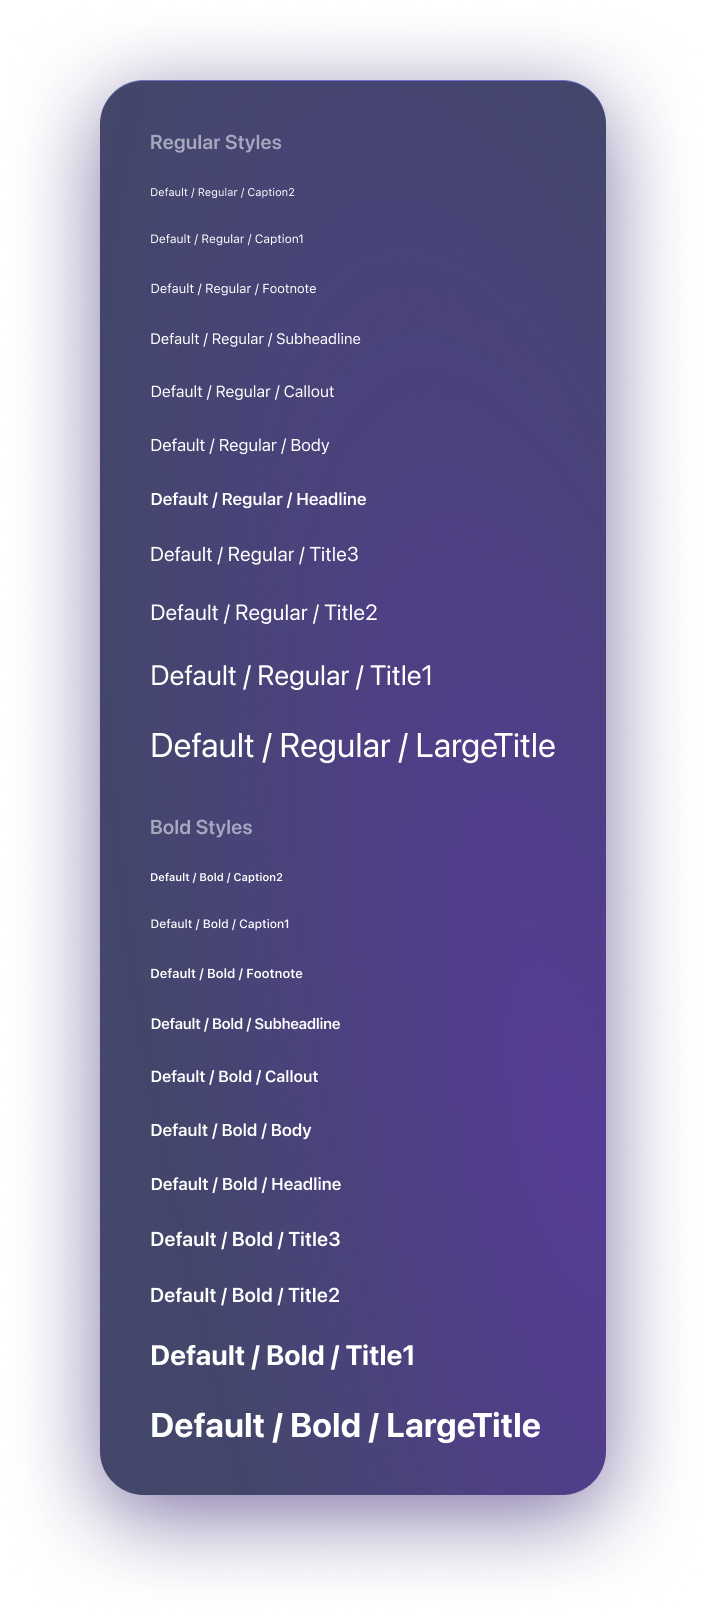 Regular Styles
Default / Regular / Caption2
Default / Regular / Caption1
Default / Regular / Footnote
Default / Regular / Subheadline
Default / Regular / Callout
Default / Regular / Body
Default / Regular / Headline
Default / Regular / Title3
Default / Regular / Title2
Default / Regular / Title1
Default / Regular / LargeTitle
Bold Styles
Default / Bold / Caption2
Default / Bold / Caption1
Default / Bold / Footnote
Default / Bold / Subheadline
Default / Bold / Callout
Default / Bold / Body
Default / Bold / Headline
Default / Bold / Title3
Default / Bold / Title2
Default / Bold / Title1
Default / Bold / LargeTitle